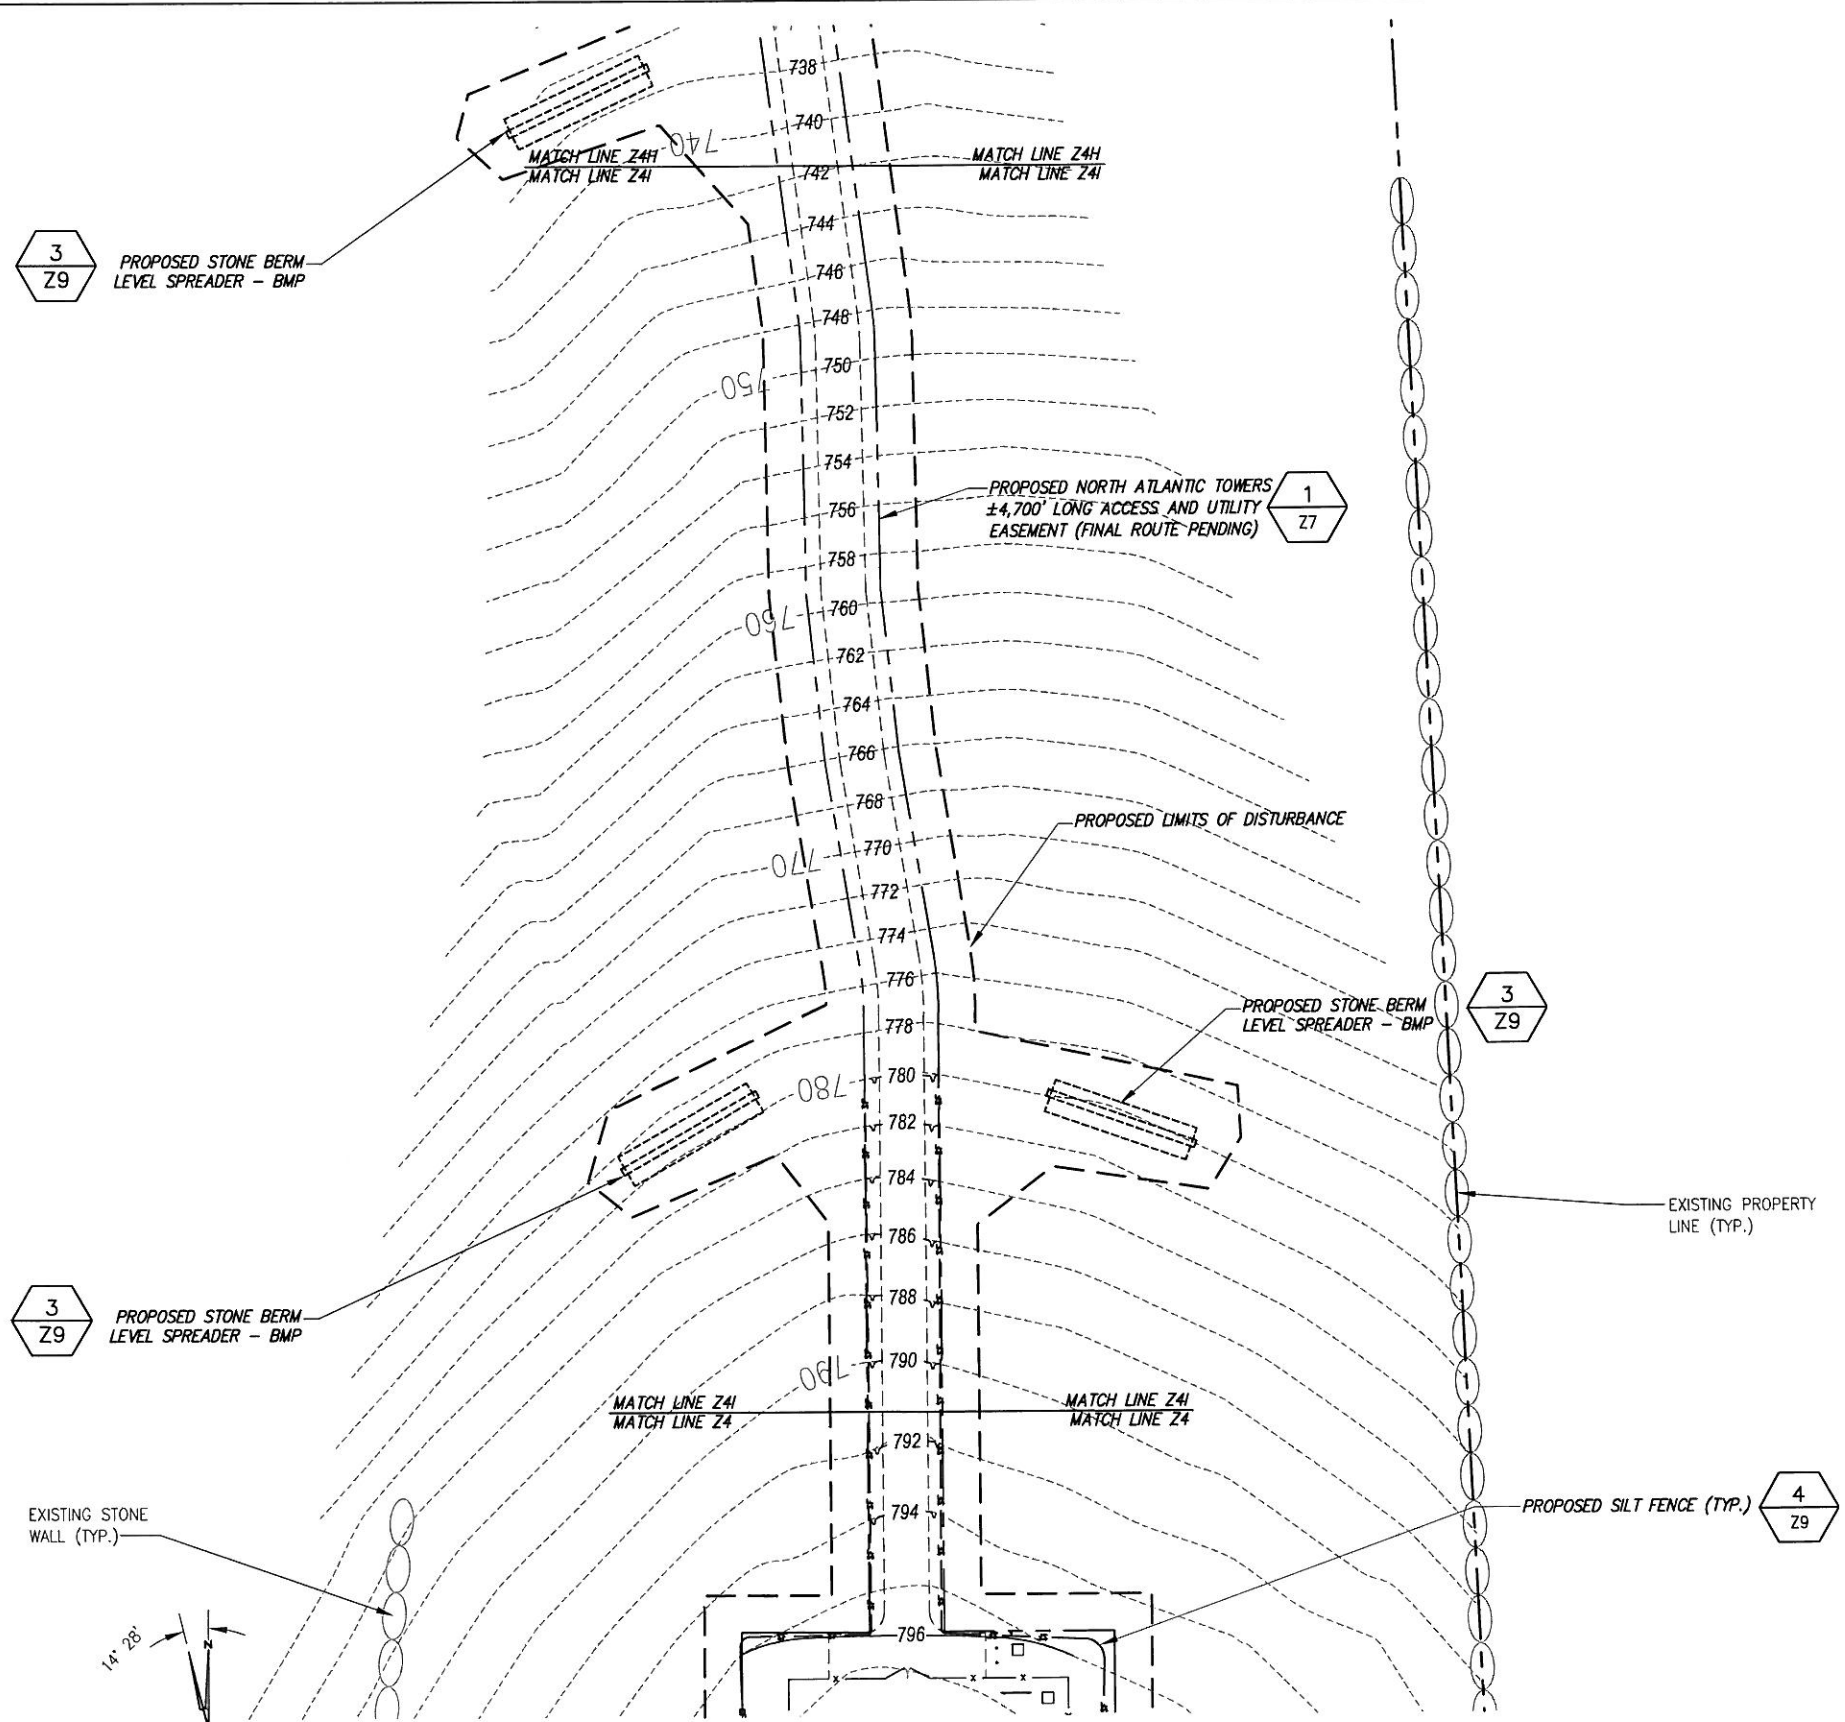 738
740
740
MATCH LINE Z4H
MATCH LINE Z4I
MATCH LINE Z4H
MATCH LINE Z4I
742
744
3
Z9
PROPOSED STONE BERM
LEVEL SPREADER – BMP
746
748
750
750
752
754
756
PROPOSED NORTH ATLANTIC TOWERS
±4,700' LONG ACCESS AND UTILITY
EASEMENT (FINAL ROUTE PENDING)
1
Z7
758
760
760
762
764
766
768
PROPOSED LIMITS OF DISTURBANCE
770
770
772
774
776
778
PROPOSED STONE BERM
LEVEL SPREADER – BMP
3
Z9
780
780
782
784
EXISTING PROPERTY
LINE (TYP.)
786
788
3
Z9
PROPOSED STONE BERM
LEVEL SPREADER – BMP
790
790
MATCH LINE Z4I
MATCH LINE Z4
MATCH LINE Z4I
MATCH LINE Z4
792
794
EXISTING STONE
WALL (TYP.)
PROPOSED SILT FENCE (TYP.)
4
Z9
796
14° 28'
N